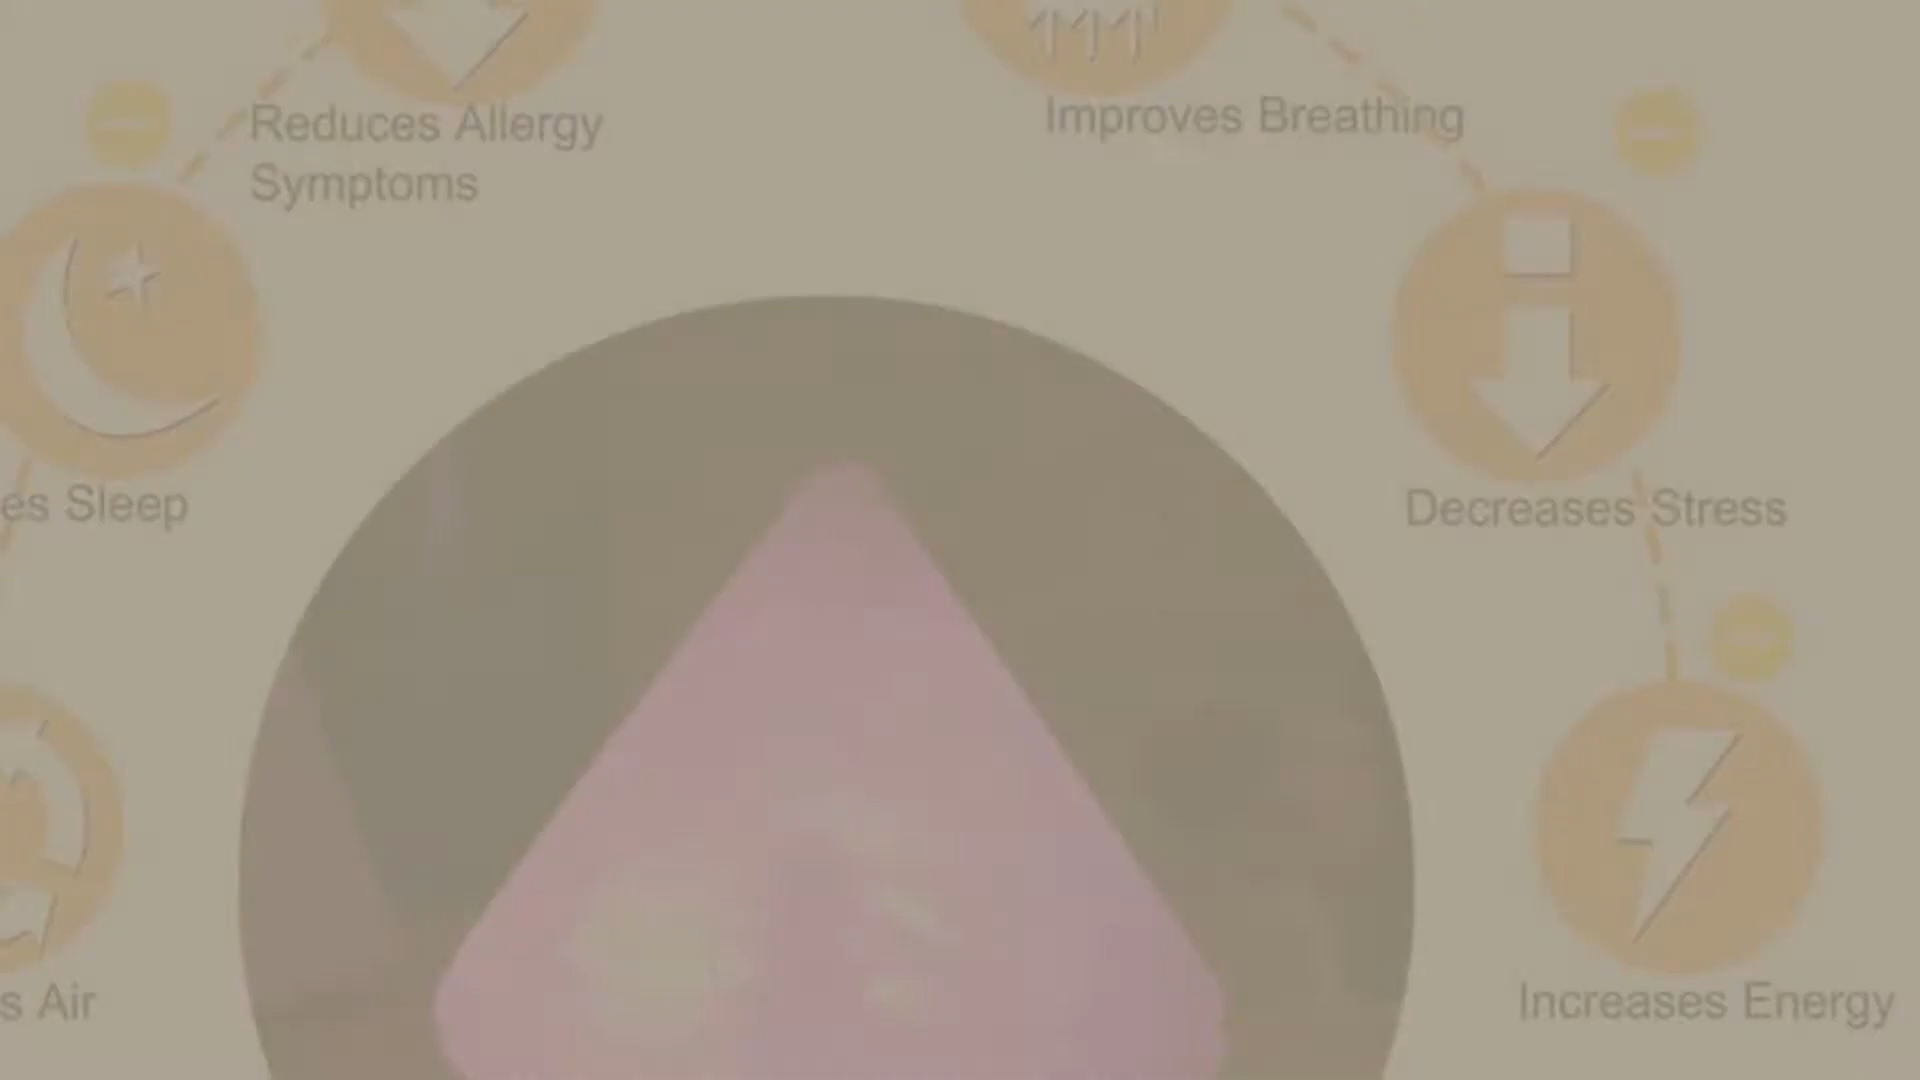 Reduces Allergy
Symptoms
Improves Breathing
es Sleep
Decreases Stress
s Air
Increases Energy